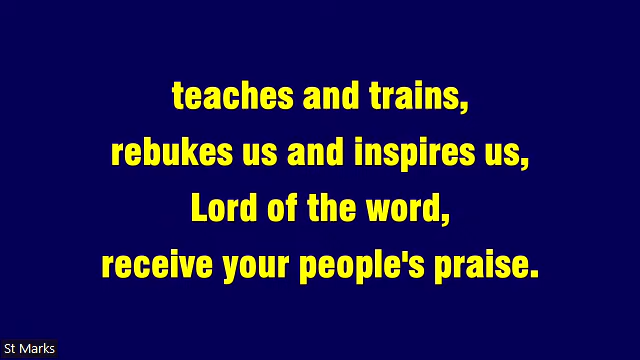 teaches and trains,
rebukes us and inspires us,
Lord of the word,
receive your people's praise.
St Marks